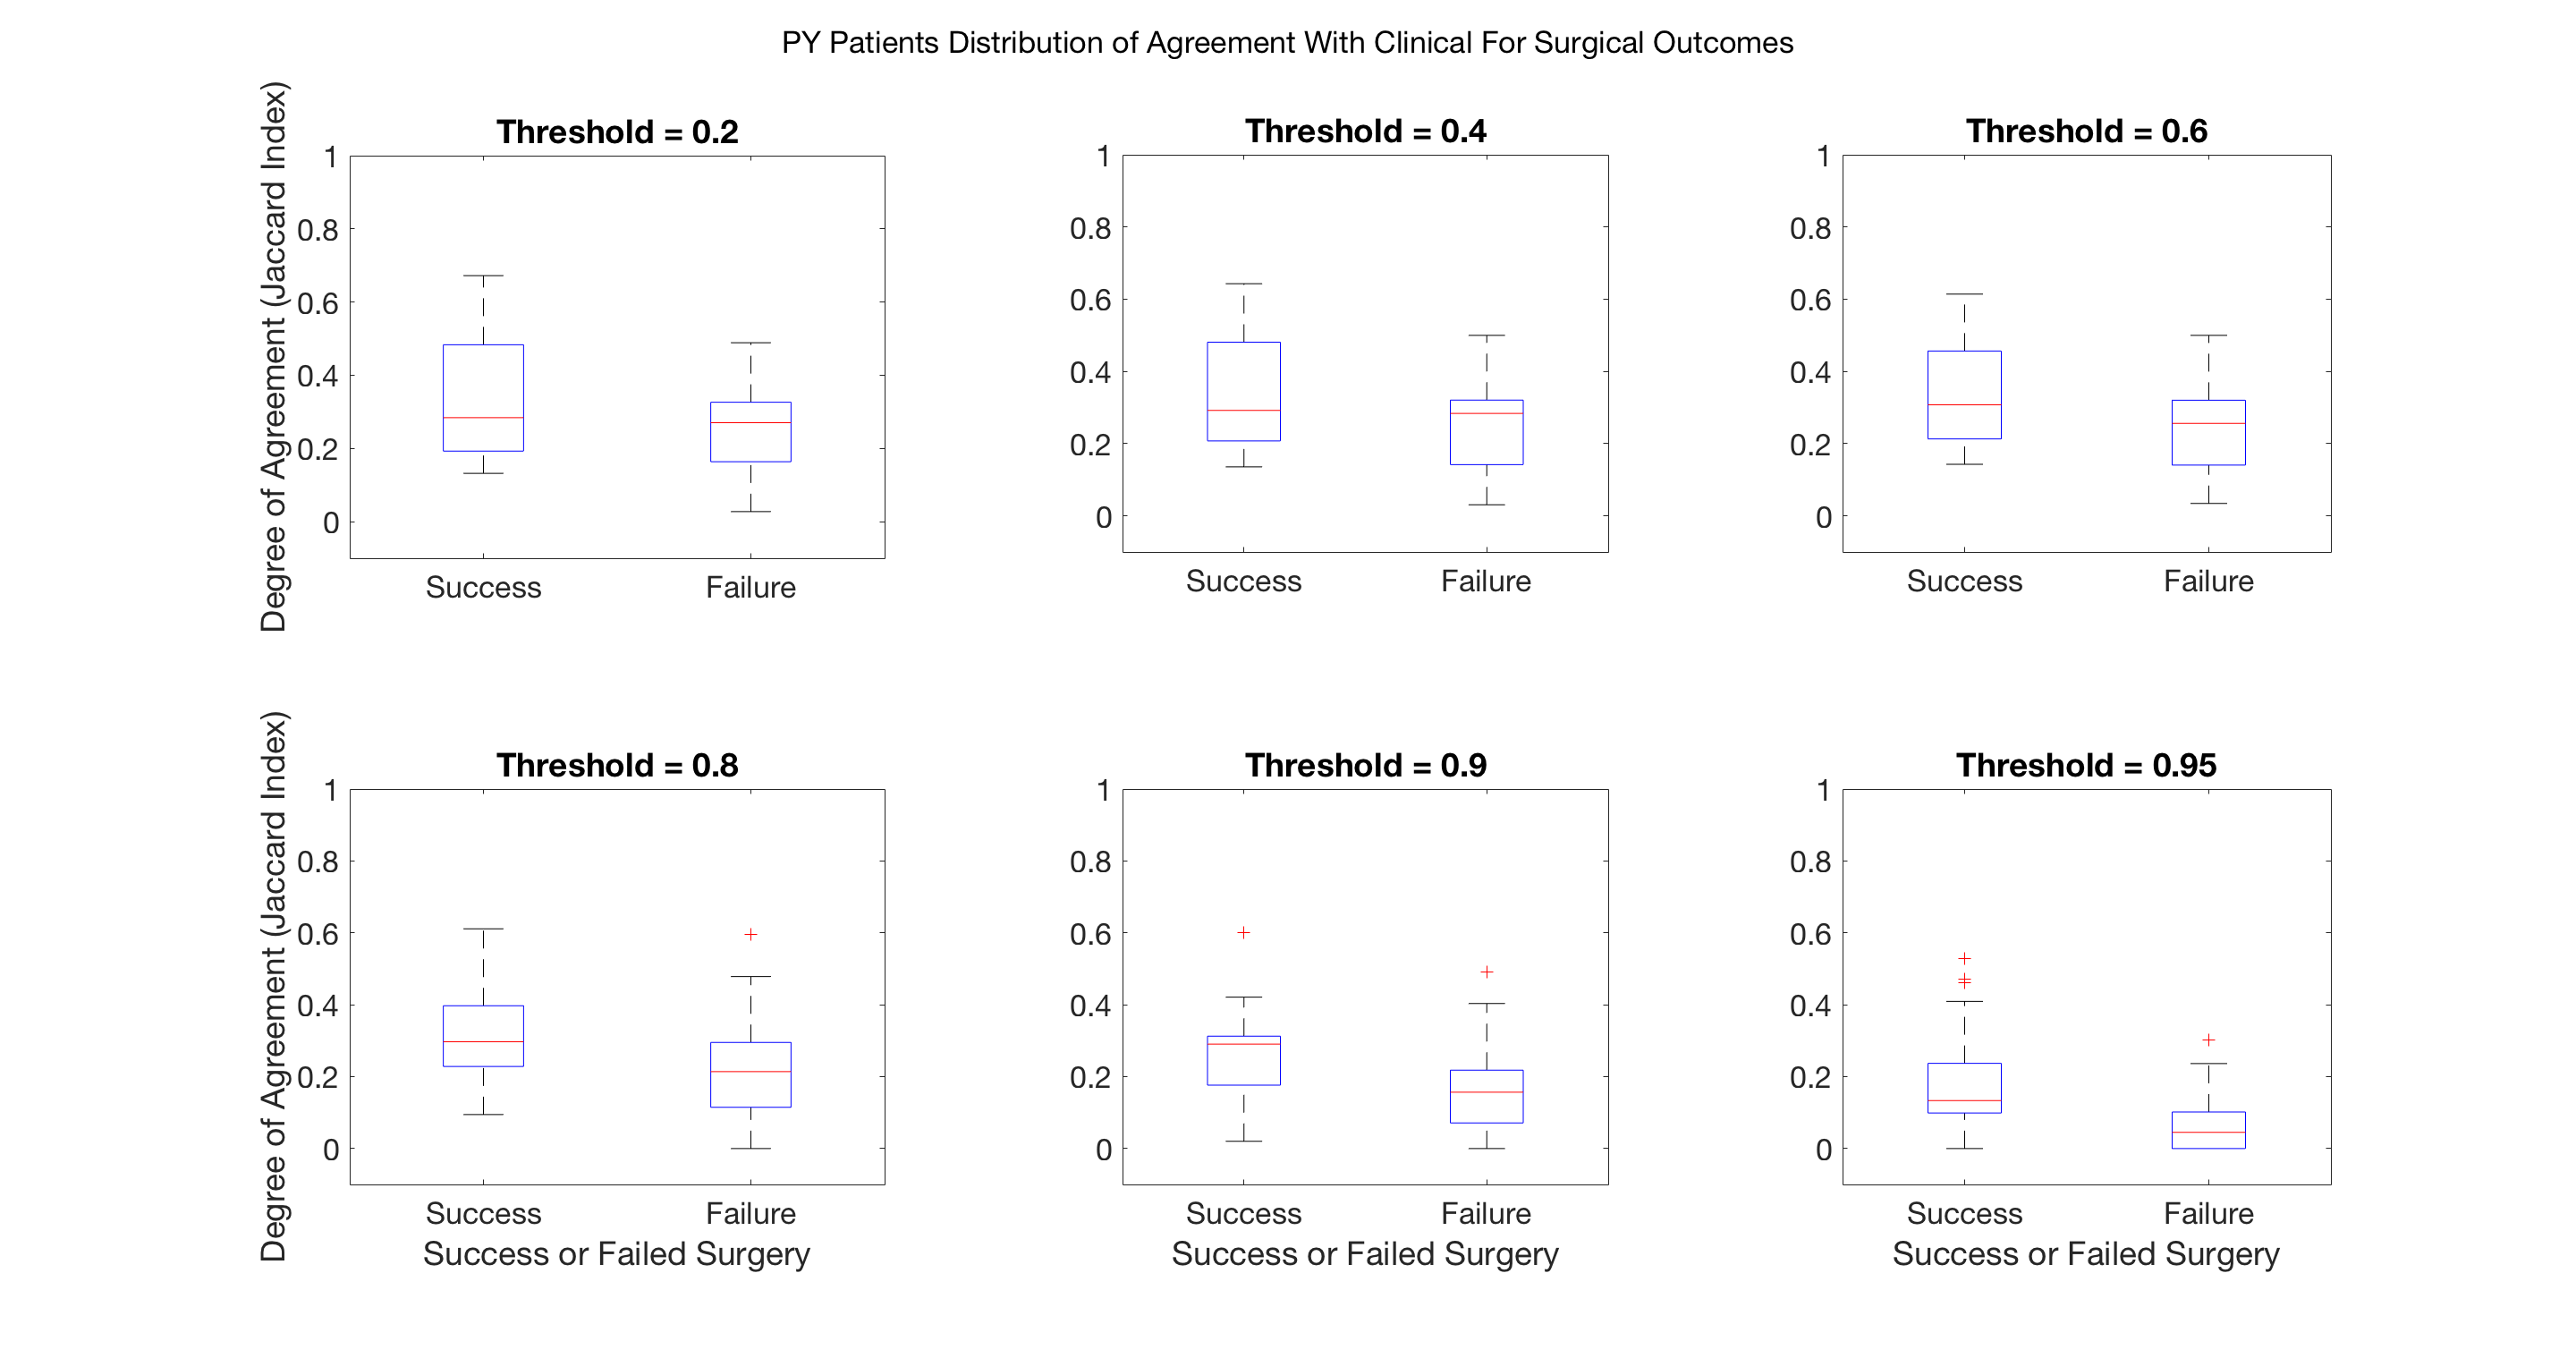 PY Patients Distribution of Agreement With Clinical For Surgical Outcomes
Threshold = 0.2
Degree of Agreement (Jaccard Index)
1
0.8
0.6
0.4
0.2
0
Success Failure
Threshold = 0.4
1
0.8
0.6
0.4
0.2
0
Success Failure
Threshold = 0.6
1
0.8
0.6
0.4
0.2
0
Success Failure
Threshold = 0.8
Degree of Agreement (Jaccard Index)
1
0.8
0.6
0.4
0.2
0
Success Failure
Success or Failed Surgery
Threshold = 0.9
1
0.8
0.6
0.4
0.2
0
Success Failure
Success or Failed Surgery
Threshold = 0.95
1
0.8
0.6
0.4
0.2
0
Success Failure
Success or Failed Surgery